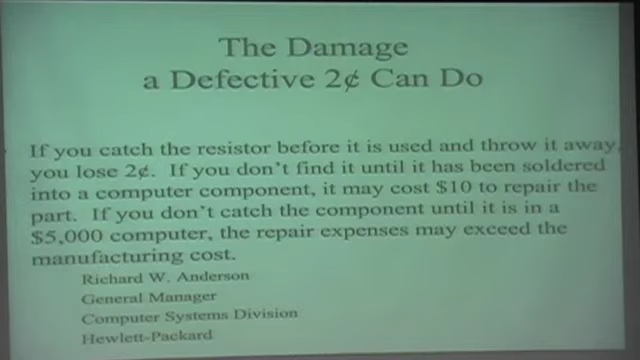 The Damage
a Defective 2¢ Can Do
If you catch the resistor before it is used and throw it away,
you lose 2¢. If you don't find it until it has been soldered
into a computer component, it may cost $10 to repair the
part. If you don't catch the component until it is in a
$5,000 computer, the repair expenses may exceed the
manufacturing cost.
Richard W. Anderson
General Manager
Computer Systems Division
Hewlett-Packard